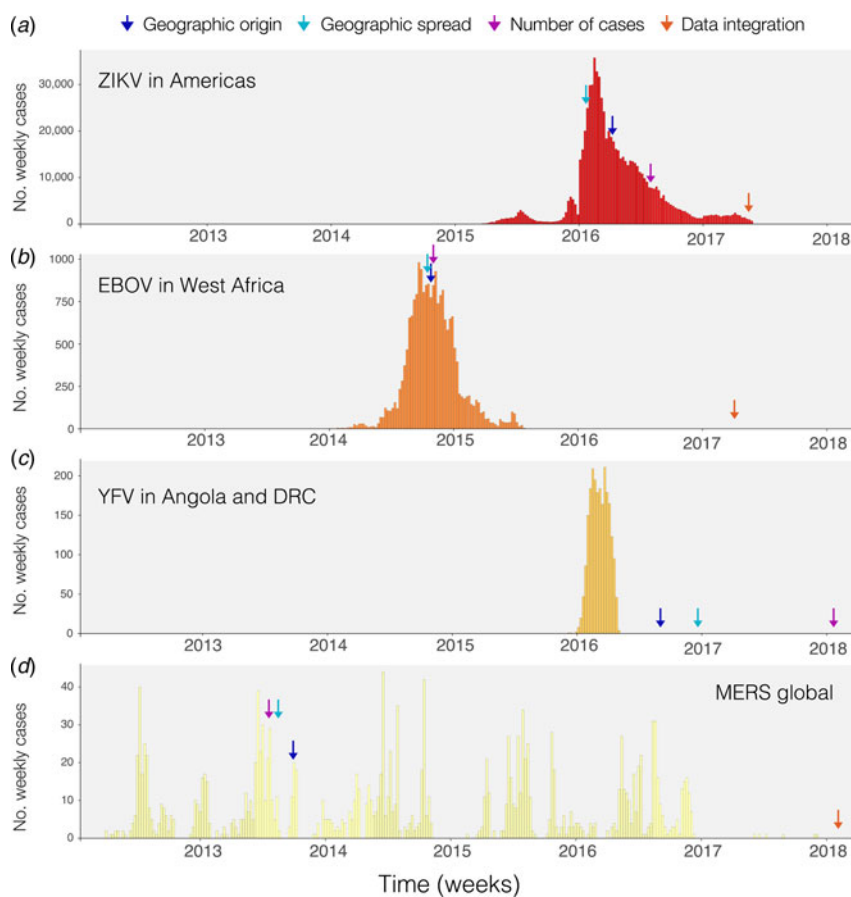 (a) Geographic origin Geographic spread Number of cases Data integration
ZIKV in Americas
No. weekly cases
30,000
20,000
10,000
0
2013 2014 2015 2016 2017 2018
(b)
EBOV in West Africa
No. weekly cases
1000
750
500
250
0
2013 2014 2015 2016 2017 2018
(c)
YFV in Angola and DRC
No. weekly cases
200
150
100
50
0
2013 2014 2015 2016 2017 2018
(d)
MERS global
No. weekly cases
40
30
20
10
0
2013 2014 2015 2016 2017 2018
Time (weeks)